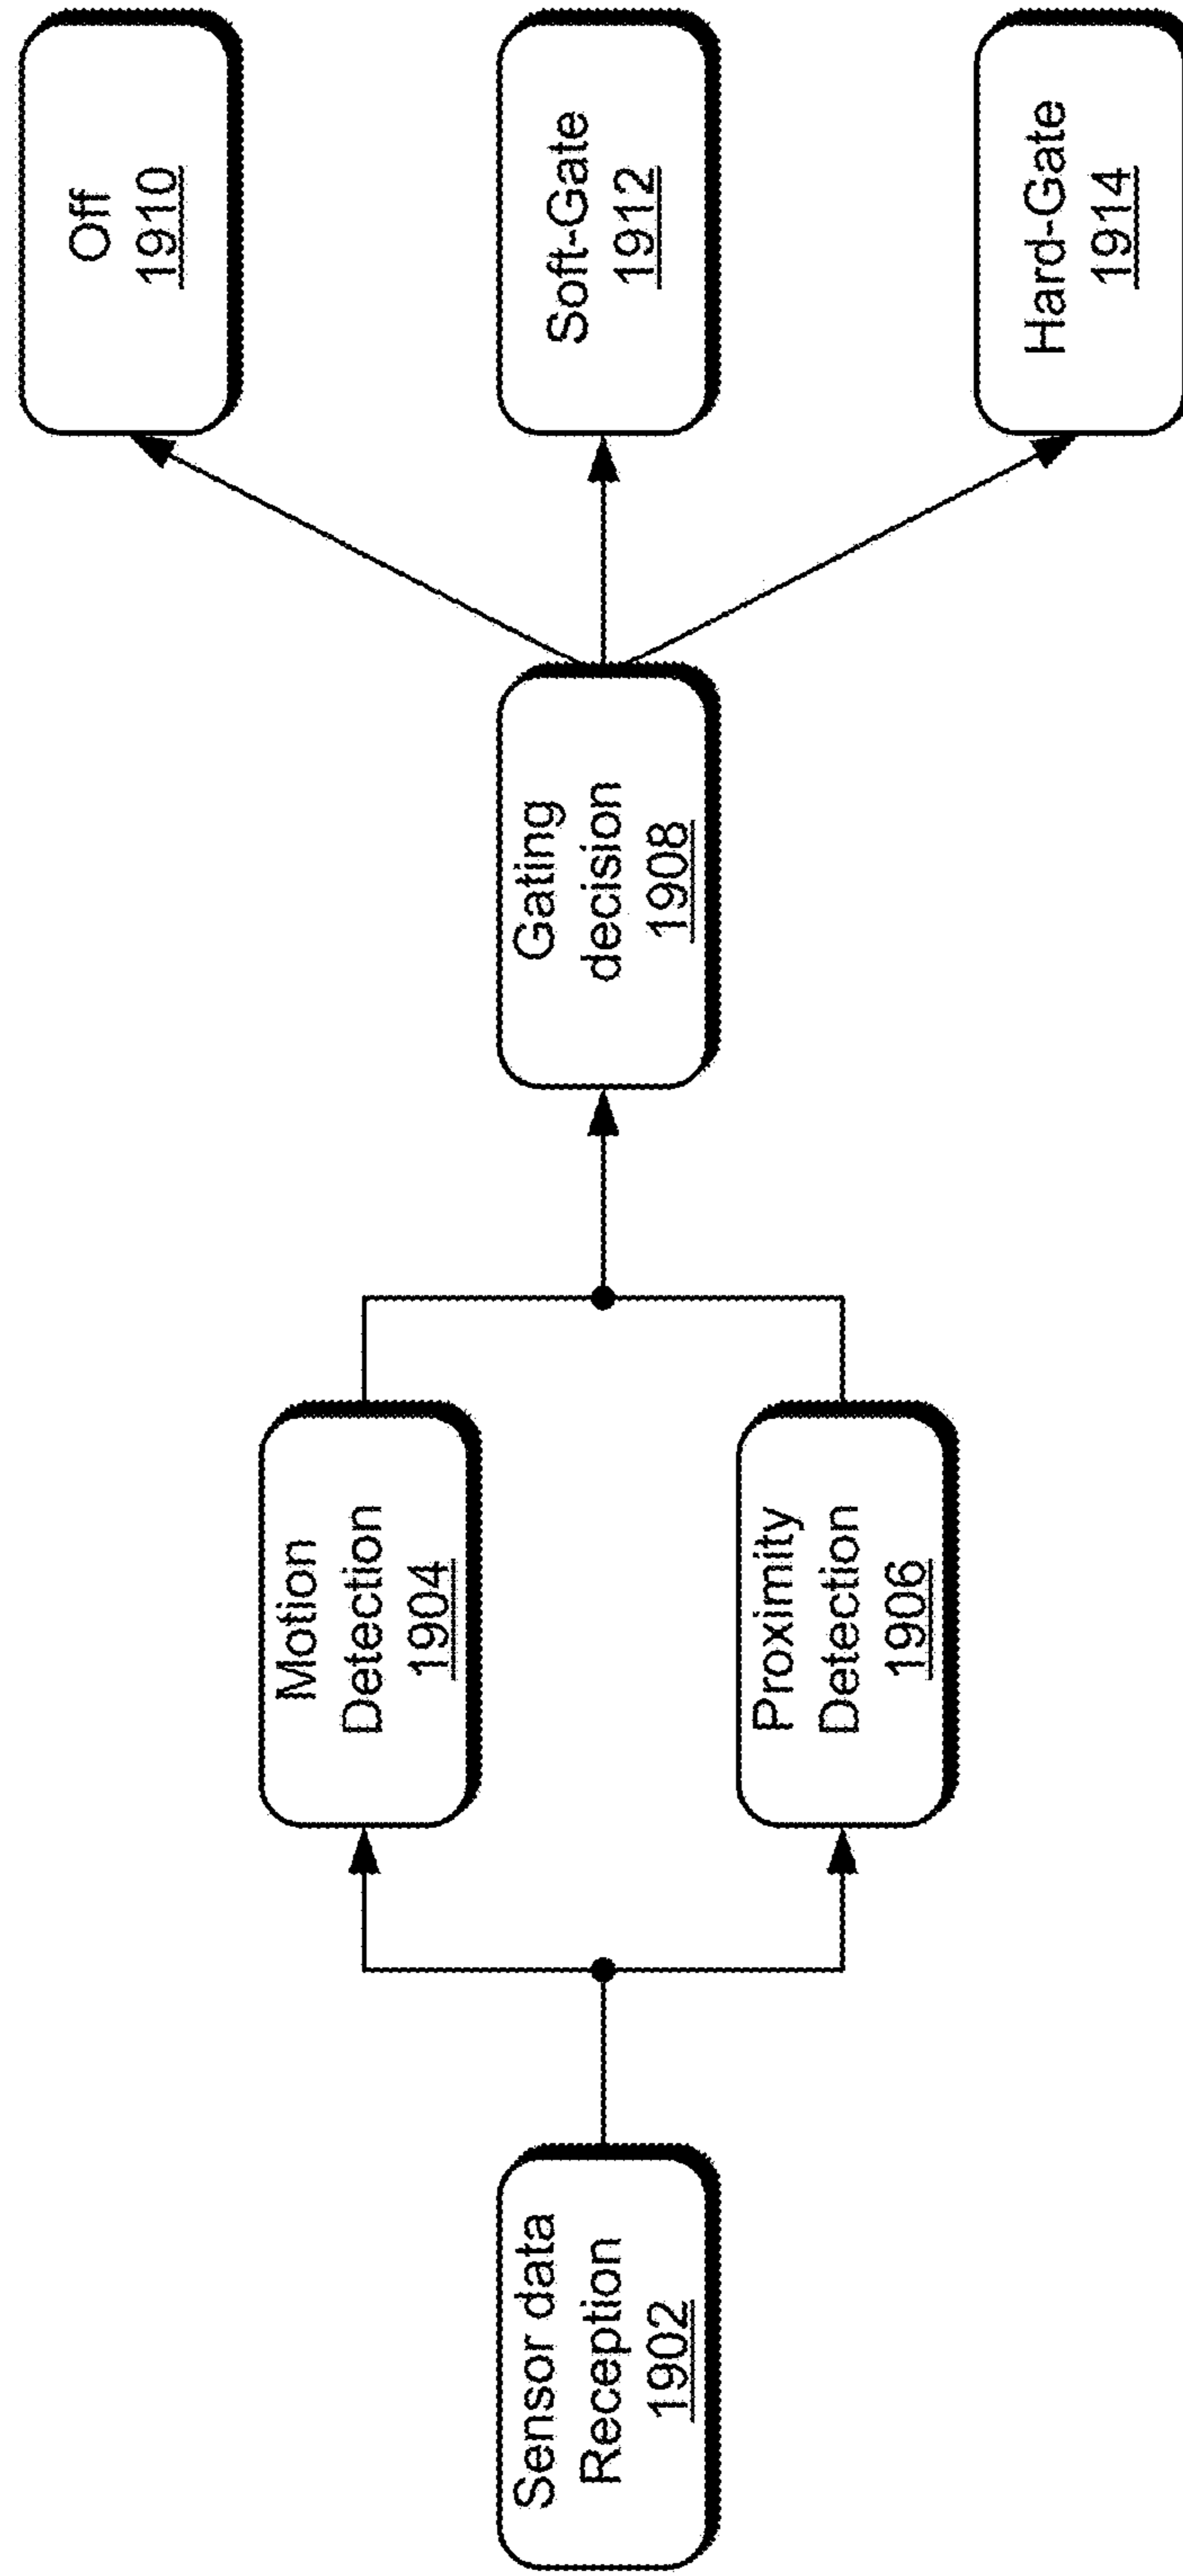 Sensor data
Reception
1902
Motion
Detection
1904
Proximity
Detection
1906
Gating
decision
1908
Off
1910
Soft-Gate
1912
Hard-Gate
1914